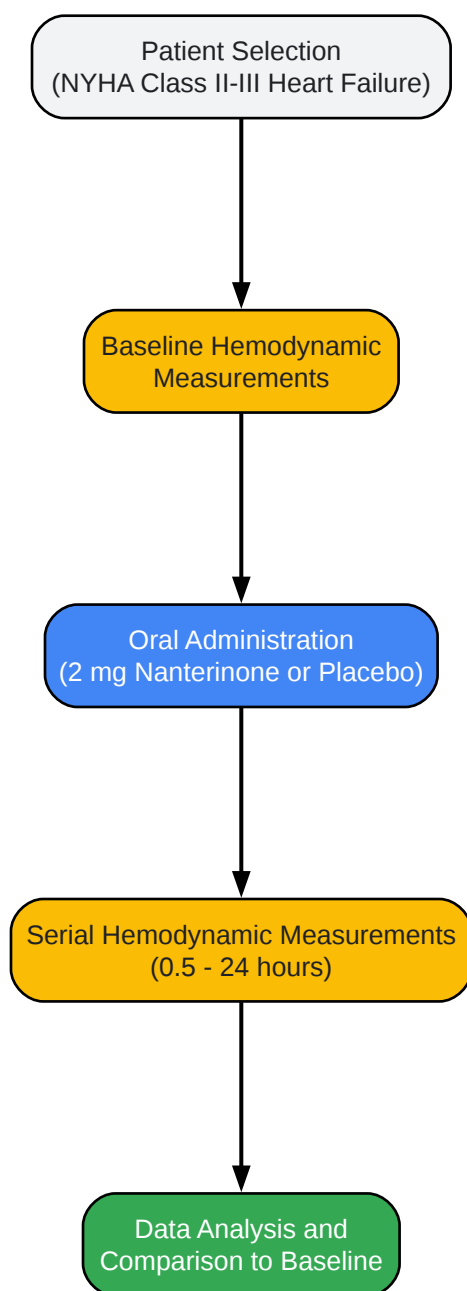 Patient Selection
(NYHA Class II-III Heart Failure)
Baseline Hemodynamic
Measurements
Oral Administration
(2 mg Nanterinone or Placebo)
Serial Hemodynamic Measurements
(0.5 - 24 hours)
Data Analysis and
Comparison to Baseline